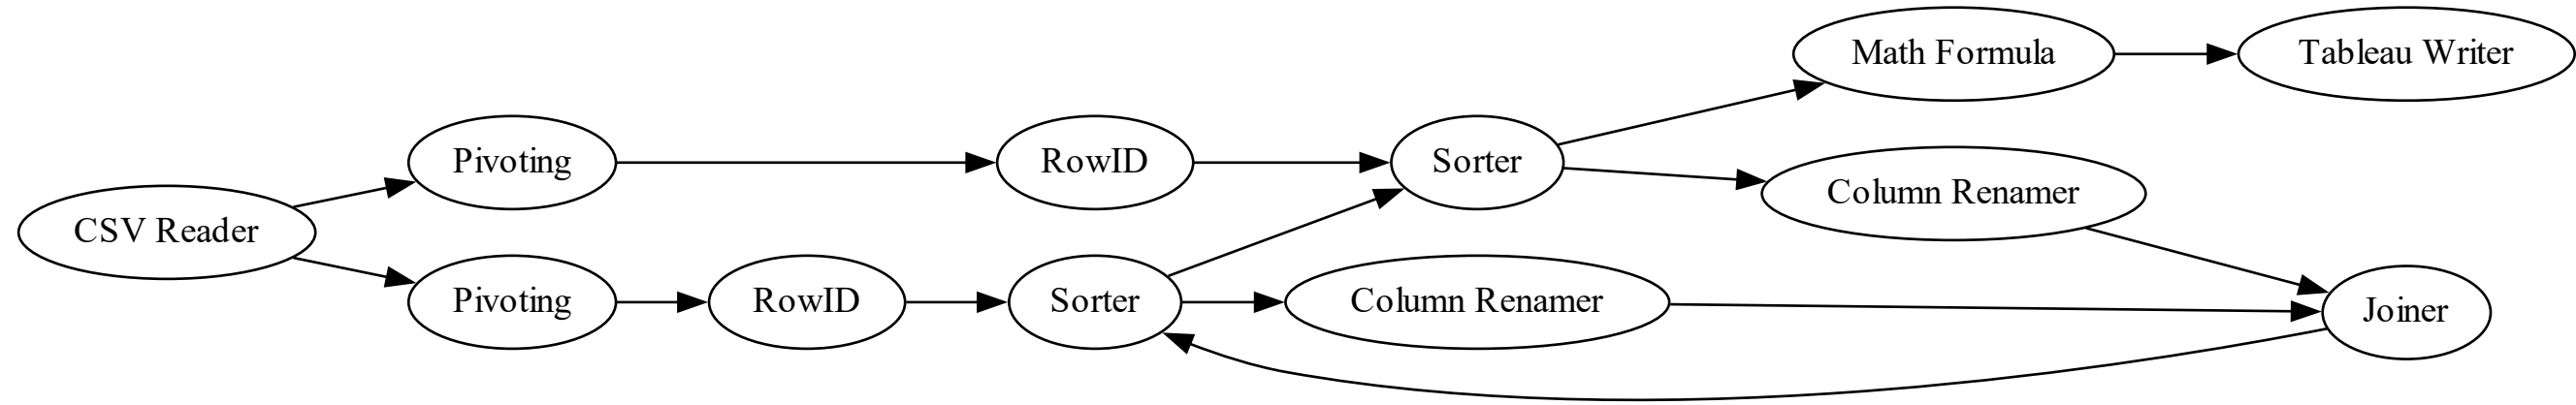 CSV Reader
Pivoting
RowID
Sorter
Math Formula
Tableau Writer
Column Renamer
Pivoting
RowID
Sorter
Column Renamer
Joiner